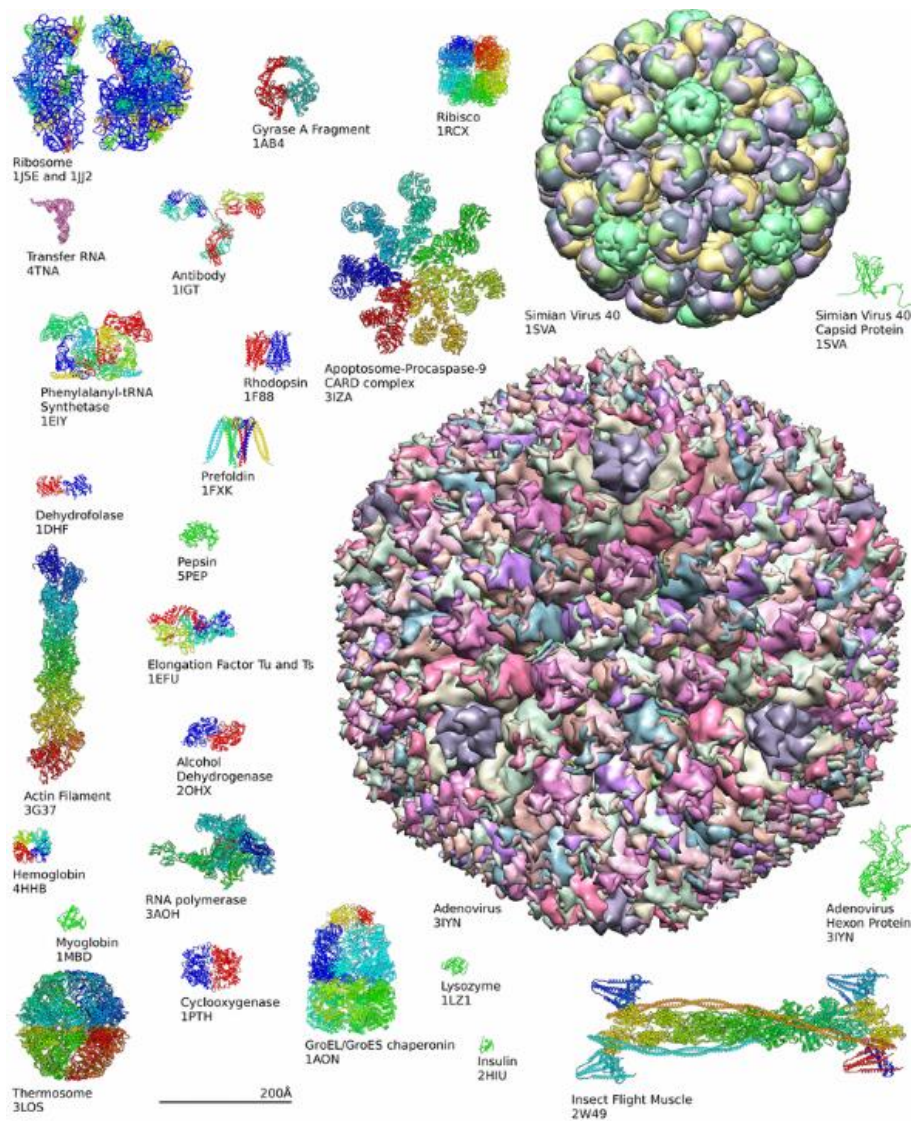 Ribosome
1JSE and 1JJ2
Gyrase A Fragment
1AB4
Ribisco
1RCX
Transfer RNA
4TNA
Antibody
1IGT
Simian Virus 40
1SVA
Simian Virus 40
Capsid Protein
1SVA
Phenylalanyl-tRNA
Synthetase
1EIY
Rhodopsin
1F88
Apoptosome-Procaspase-9
CARD complex
3IZA
Prefoldin
1FXK
Dehydrofolase
1DHF
Pepsin
5PEP
Elongation Factor Tu and Ts
1EFU
Alcohol
Dehydrogenase
2OHX
Actin Filament
3G37
Hemoglobin
4HHB
RNA polymerase
3AOH
Adenovirus
3IYN
Adenovirus
Hexon Protein
3IYN
Myoglobin
1MBD
Cyclooxygenase
1PTH
Lysozyme
1LZ1
GroEL/GroES chaperonin
1AON
Insulin
2HIU
Thermosome
3LOS
200Å
Insect Flight Muscle
2W49